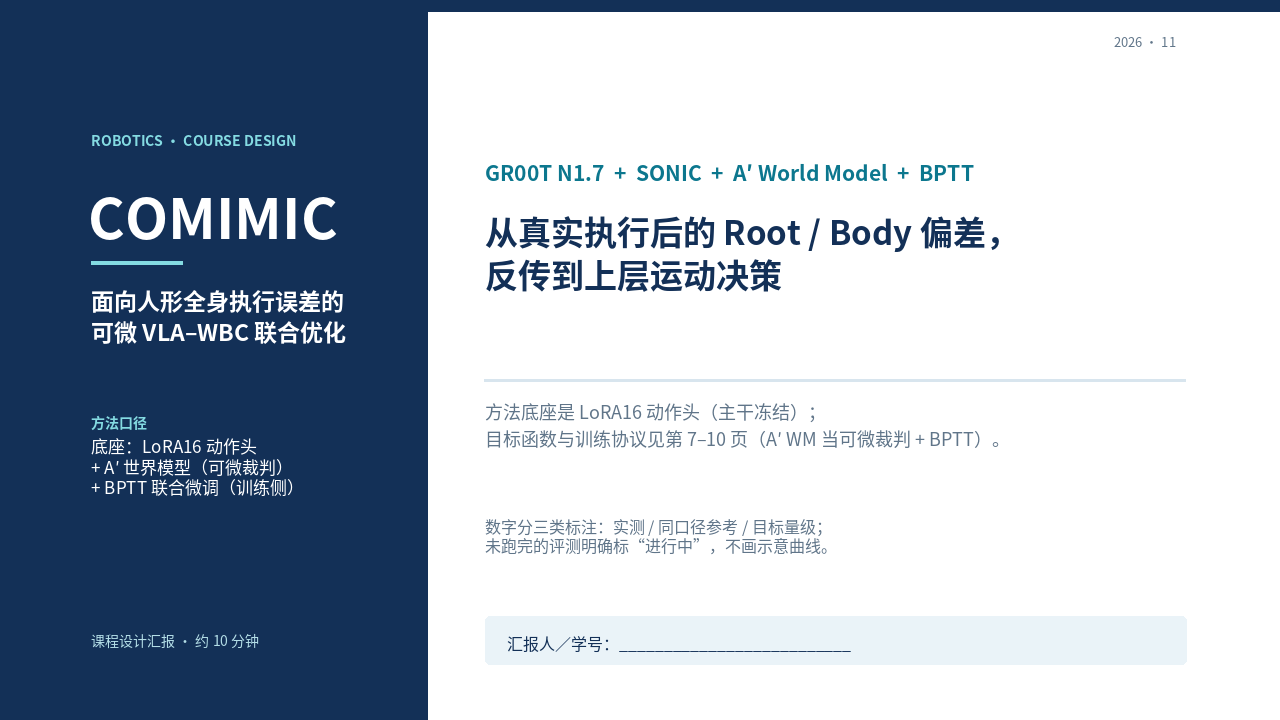 2026 · 11
ROBOTICS · COURSE DESIGN
COMIMIC
面向人形全身执行误差的
可微 VLA–WBC 联合优化
方法口径
底座：LoRA16 动作头
+ A′ 世界模型（可微裁判）
+ BPTT 联合微调（训练侧）
课程设计汇报 · 约 10 分钟
GR00T N1.7 + SONIC + A′ World Model + BPTT
从真实执行后的 Root / Body 偏差，
反传到上层运动决策
方法底座是 LoRA16 动作头（主干冻结）；
目标函数与训练协议见第 7–10 页（A′ WM 当可微裁判 + BPTT）。
数字分三类标注：实测 / 同口径参考 / 目标量级；
未跑完的评测明确标“进行中”，不画示意曲线。
汇报人／学号：__________________________